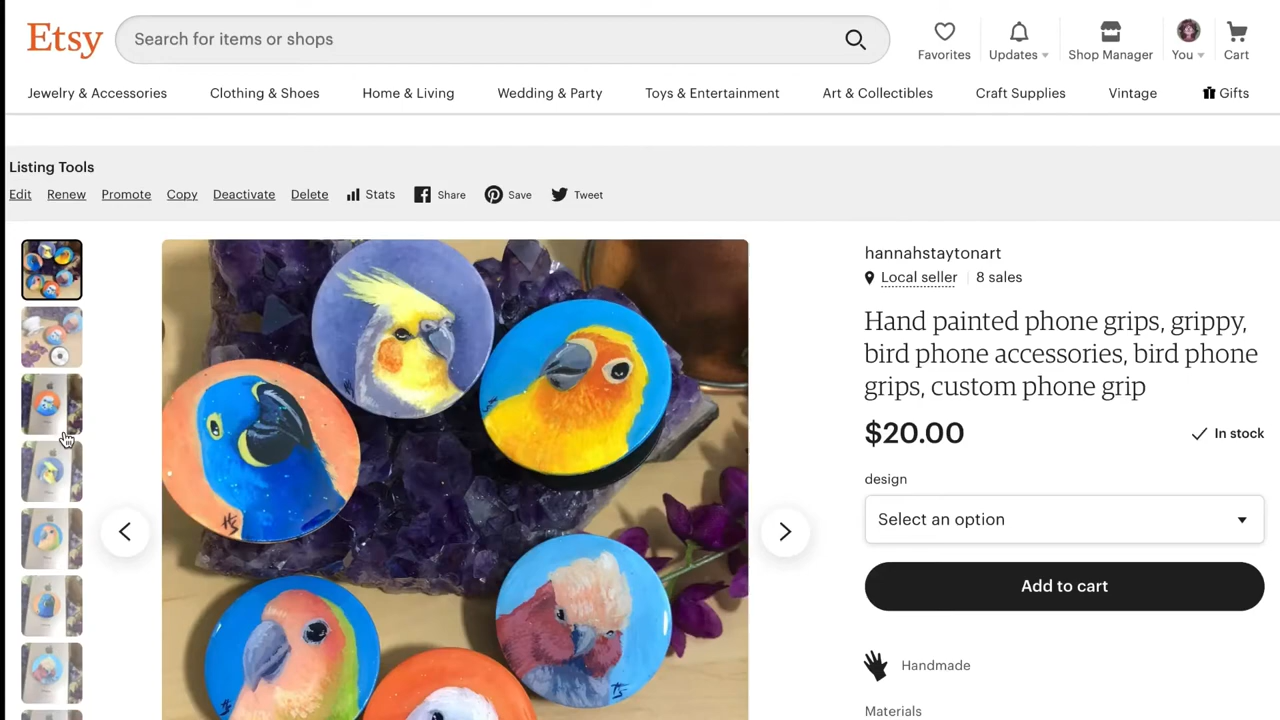 Etsy
Search for items or shops
Favorites
Updates
Shop Manager
You
Cart
Jewelry & Accessories
Clothing & Shoes
Home & Living
Wedding & Party
Toys & Entertainment
Art & Collectibles
Craft Supplies
Vintage
Gifts
Listing Tools
Edit
Renew
Promote
Copy
Deactivate
Delete
Stats
Share
Save
Tweet
hannahstaytonart
Local seller
8 sales
Hand painted phone grips, grippy,
bird phone accessories, bird phone
grips, custom phone grip
$20.00
In stock
design
Select an option
Add to cart
Handmade
Materials
HS
HS